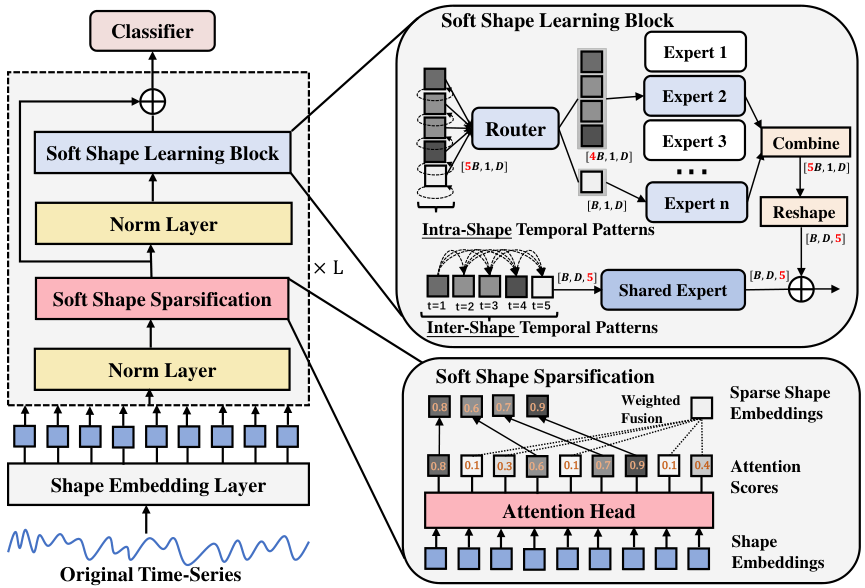 Classifier
Soft Shape Learning Block
Norm Layer
× L
Soft Shape Sparsification
Norm Layer
Shape Embedding Layer
Original Time-Series
Soft Shape Learning Block
Router
[5B, 1, D]
[4B, 1, D]
[B, 1, D]
Expert 1
Expert 2
Expert 3
...
Expert n
Combine
[5B, 1, D]
Reshape
[B, D, 5]
Intra-Shape Temporal Patterns
t=1 t=2 t=3 t=4 t=5
[B, D, 5]
Shared Expert
[B, D, 5]
Inter-Shape Temporal Patterns
Soft Shape Sparsification
0.8 0.6 0.7 0.9
Weighted
Fusion
Sparse Shape
Embeddings
0.8 0.1 0.3 0.6 0.1 0.7 0.9 0.1 0.4
Attention
Scores
Attention Head
Shape
Embeddings